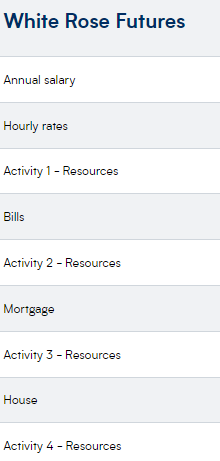 White Rose Futures
Annual salary
Hourly rates
Activity 1 - Resources
Bills
Activity 2 - Resources
Mortgage
Activity 3 - Resources
House
Activity 4 - Resources